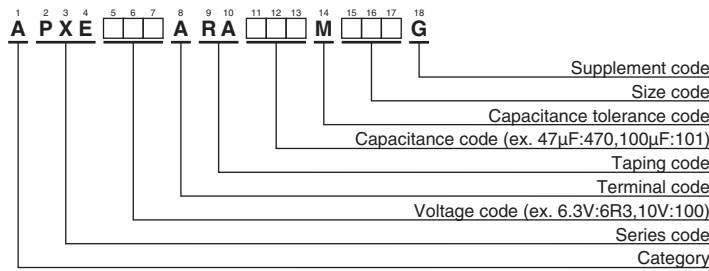 1 2 3 4 5 6 7 8 9 10 11 12 13 14 15 16 17 18
A PXE □□□ A RA □□□ M □□□ G
Supplement code
Size code
Capacitance tolerance code
Capacitance code (ex. 47μF:470,100μF:101)
Taping code
Terminal code
Voltage code (ex. 6.3V:6R3,10V:100)
Series code
Category